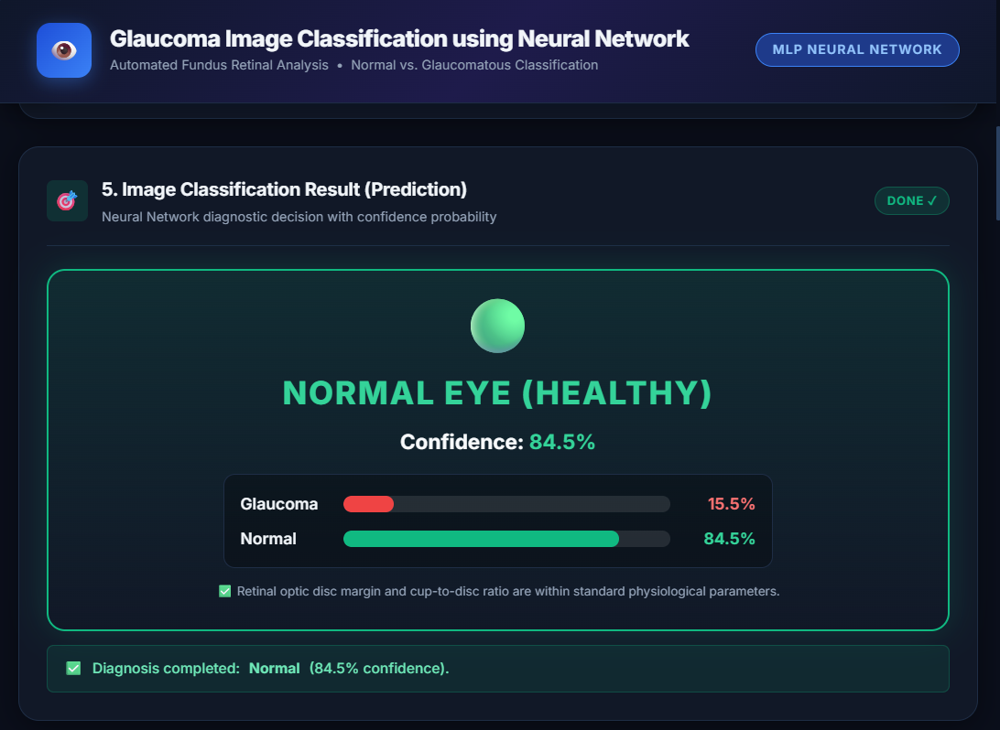 Glaucoma Image Classification using Neural Network
Automated Fundus Retinal Analysis • Normal vs. Glaucomatous Classification
MLP NEURAL NETWORK
5. Image Classification Result (Prediction)
Neural Network diagnostic decision with confidence probability
DONE ✓
NORMAL EYE (HEALTHY)
Confidence: 84.5%
Glaucoma 15.5%
Normal 84.5%
✅ Retinal optic disc margin and cup-to-disc ratio are within standard physiological parameters.
✅ Diagnosis completed: Normal (84.5% confidence).